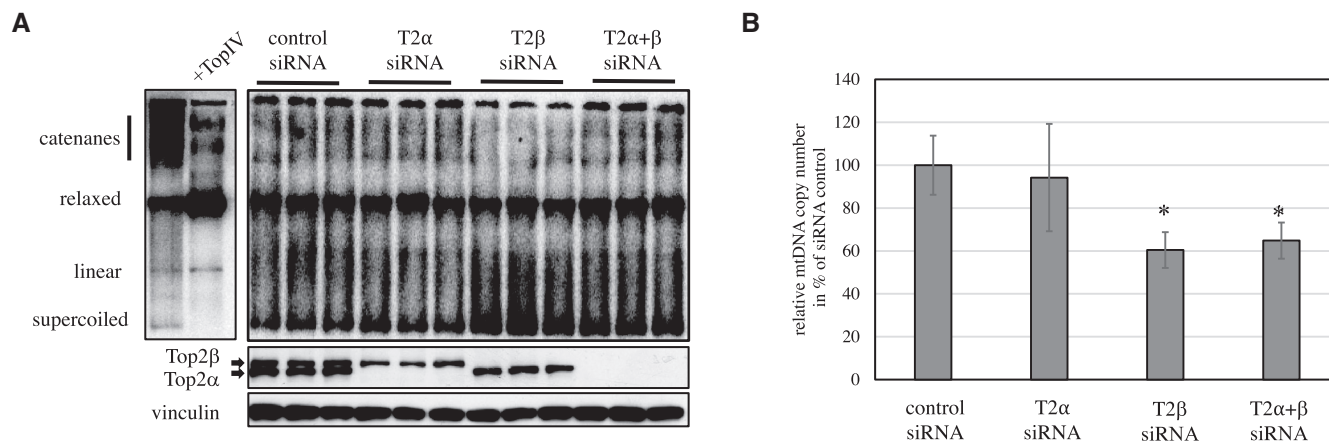 A
+TopIV
control
siRNA
T2α
siRNA
T2β
siRNA
T2α+β
siRNA
catenanes
relaxed
linear
supercoiled
Top2β
Top2α
vinculin
B
relative mtDNA copy number
in % of siRNA control
140
120
100
80
60
40
20
0
*
*
control
siRNA
T2α
siRNA
T2β
siRNA
T2α+β
siRNA